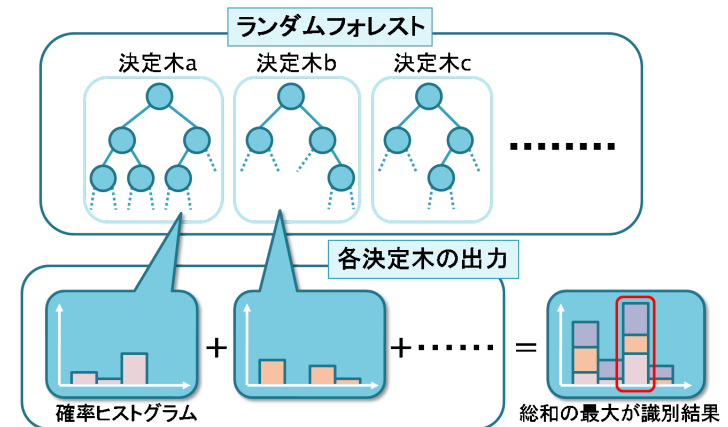 ランダムフォレスト
決定木a
決定木b
決定木c
………
各決定木の出力
+
+……
=
確率ヒストグラム
総和の最大が識別結果